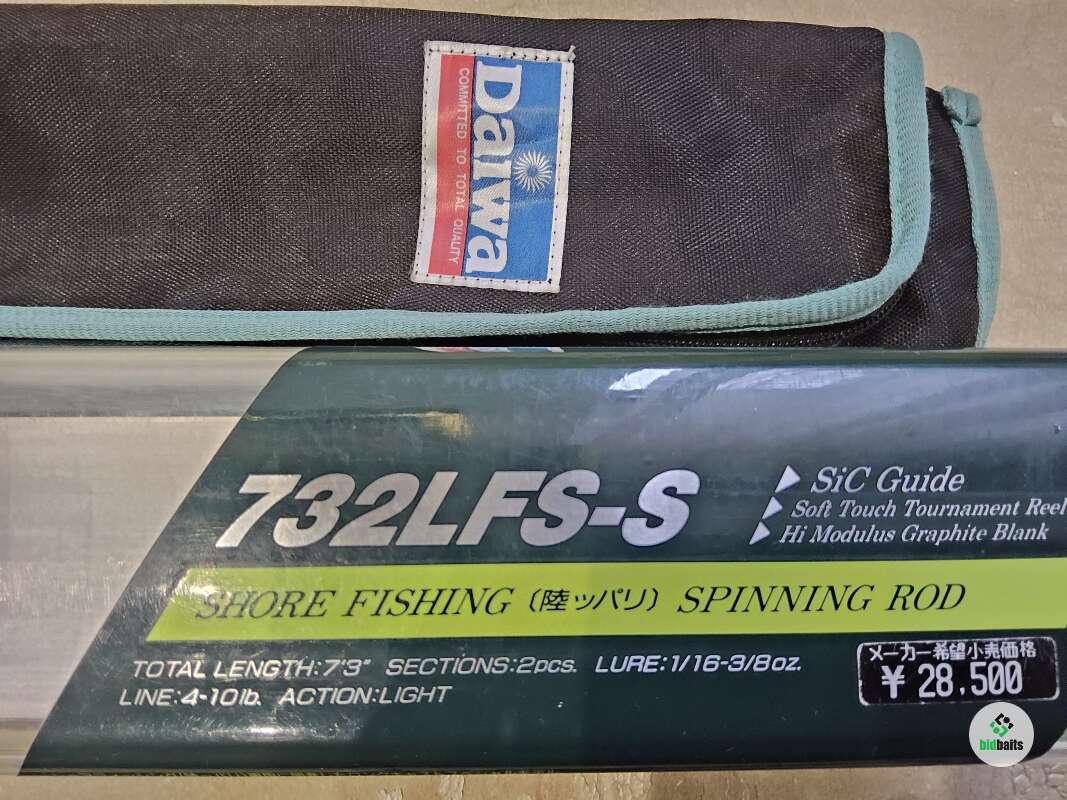 Daiwa
COMMITTED TO TOTAL QUALITY
732LFS-S
SiC Guide
Soft Touch Tournament Reel
Hi Modulus Graphite Blank
SHORE FISHING (陸ッパリ) SPINNING ROD
TOTAL LENGTH:7'3" SECTIONS:2pcs. LURE:1/16-3/8oz.
LINE:4-10lb. ACTION:LIGHT
メーカー希望小売価格
¥ 28,500
bidbaits